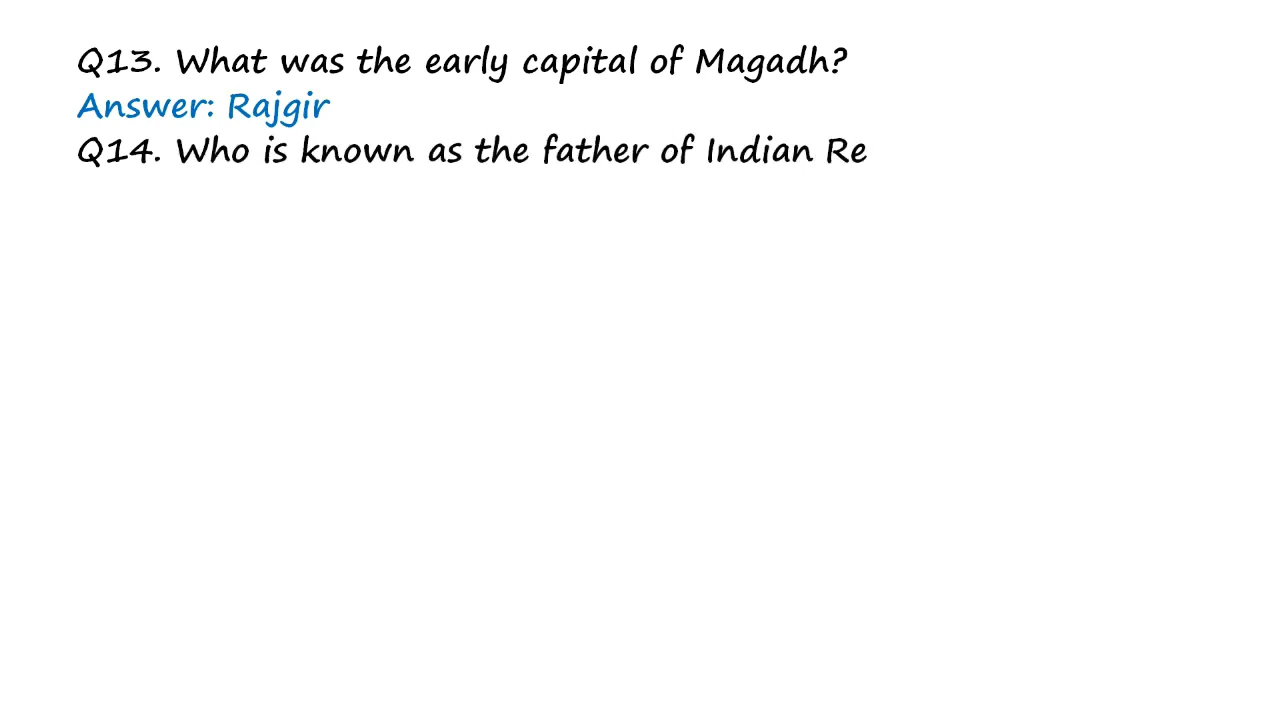 Q13. What was the early capital of Magadh?
Answer: Rajgir
Q14. Who is known as the father of Indian Re